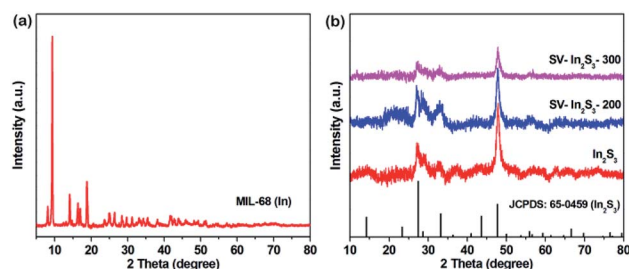 (a)
Intensity (a.u.)
MIL-68 (In)
10 20 30 40 50 60 70 80
2 Theta (degree)
(b)
Intensity (a.u.)
SV- In₂S₃- 300
SV- In₂S₃- 200
In₂S₃
JCPDS: 65-0459 (In₂S₃)
10 20 30 40 50 60 70 80
2 Theta (degree)